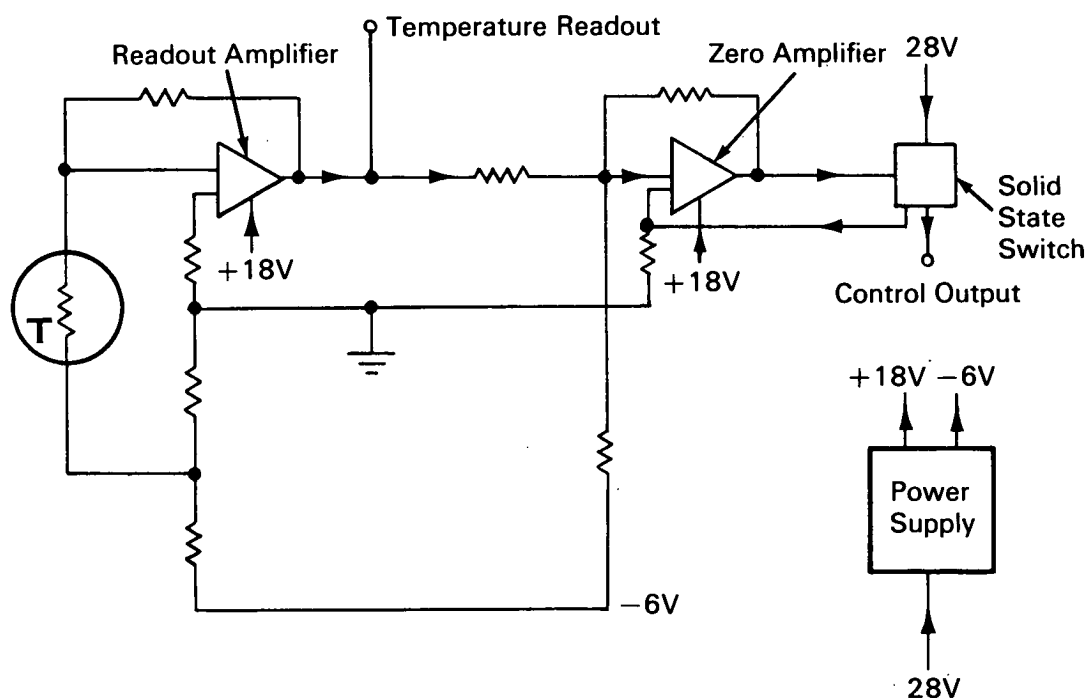 Temperature Readout
Readout Amplifier
Zero Amplifier
28V
+18V
+18V
Solid
State
Switch
Control Output
T
+18V
−6V
Power
Supply
−6V
28V